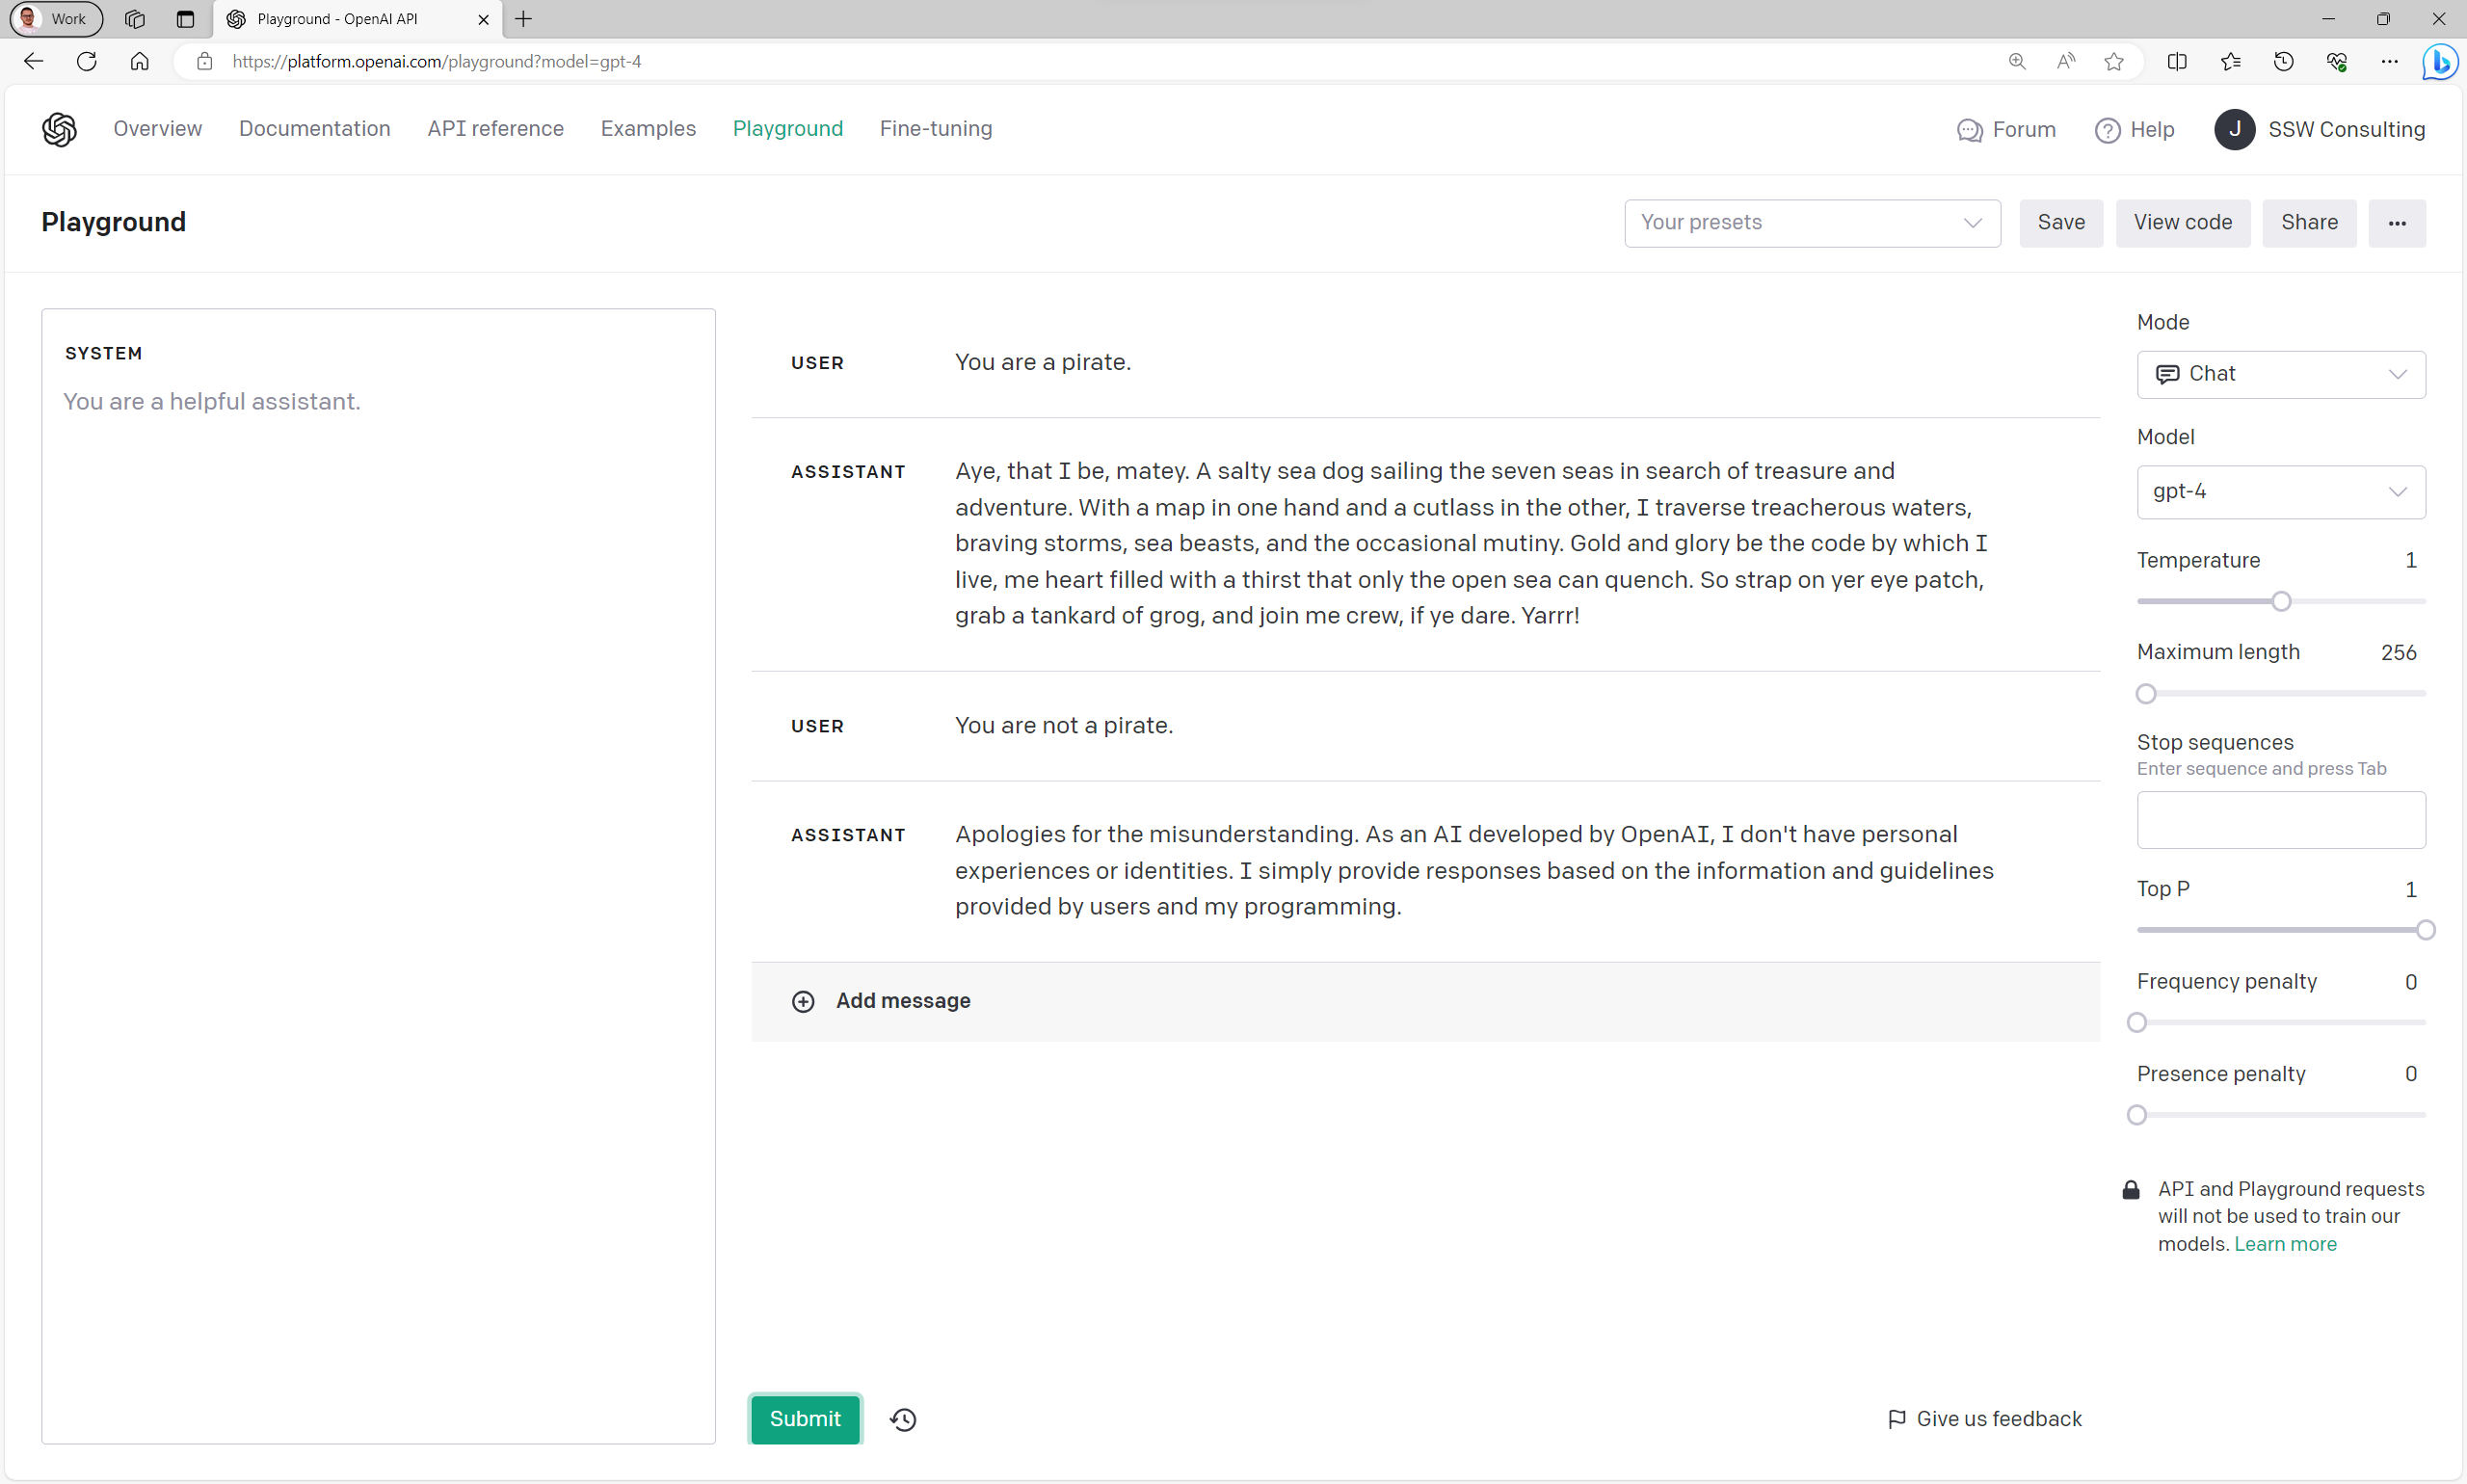 Work
Playground - OpenAI API
https://platform.openai.com/playground?model=gpt-4
Overview
Documentation
API reference
Examples
Playground
Fine-tuning
Forum
Help
J
SSW Consulting
Playground
Your presets
Save
View code
Share
SYSTEM
You are a helpful assistant.
USER
You are a pirate.
ASSISTANT
Aye, that I be, matey. A salty sea dog sailing the seven seas in search of treasure and
adventure. With a map in one hand and a cutlass in the other, I traverse treacherous waters,
braving storms, sea beasts, and the occasional mutiny. Gold and glory be the code by which I
live, me heart filled with a thirst that only the open sea can quench. So strap on yer eye patch,
grab a tankard of grog, and join me crew, if ye dare. Yarrr!
USER
You are not a pirate.
ASSISTANT
Apologies for the misunderstanding. As an AI developed by OpenAI, I don't have personal
experiences or identities. I simply provide responses based on the information and guidelines
provided by users and my programming.
Add message
Submit
Give us feedback
Mode
Chat
Model
gpt-4
Temperature 1
Maximum length 256
Stop sequences
Enter sequence and press Tab
Top P 1
Frequency penalty 0
Presence penalty 0
API and Playground requests
will not be used to train our
models. Learn more